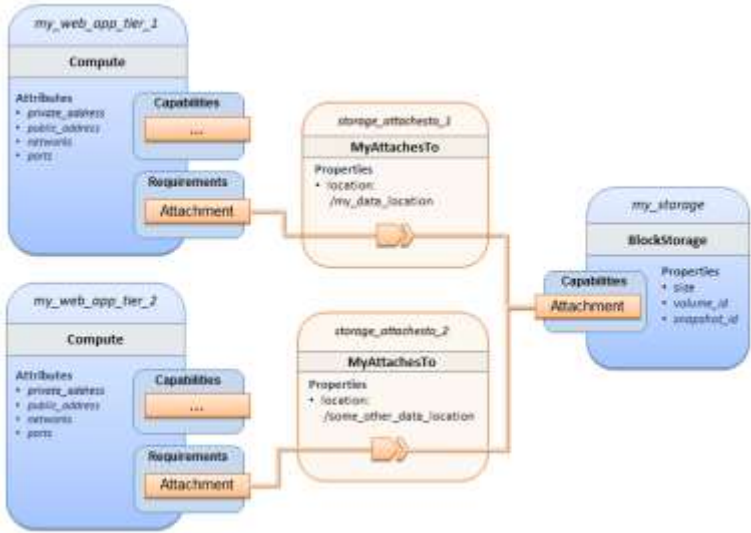 my_web_app_tier_1
Compute
Attributes
• private_address
• public_address
• networks
• ports
Capabilities
...
Requirements
Attachment
storage_attachesto_1
MyAttachesTo
Properties
• location:
/my_data_location
my_web_app_tier_2
Compute
Attributes
• private_address
• public_address
• networks
• ports
Capabilities
...
Requirements
Attachment
storage_attachesto_2
MyAttachesTo
Properties
• location:
/some_other_data_location
my_storage
BlockStorage
Capabilities
Attachment
Properties
• size
• volume_id
• snapshot_id